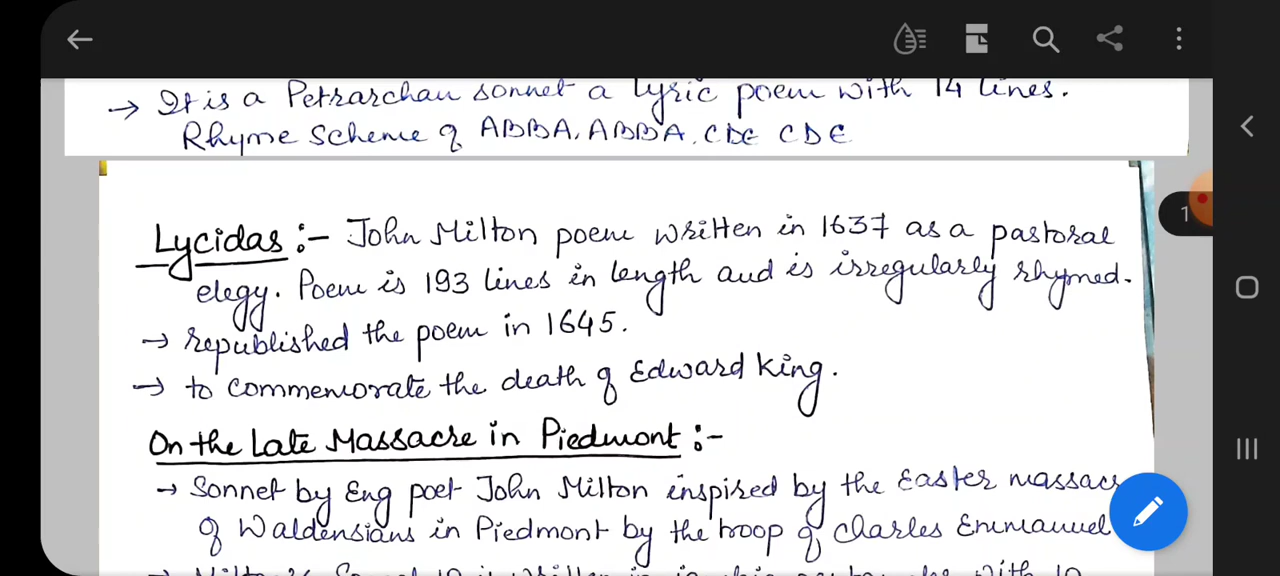 → It is a Petrarchan sonnet a lyric poem with 14 lines.
Rhyme Scheme of ABBA, ABBA, CDE CDE
Lycidas :- John Milton poem written in 1637 as a pastoral
elegy. Poem is 193 lines in length and is irregularly rhymed.
→ republished the poem in 1645.
→ to commemorate the death of Edward King.
On the Late Massacre in Piedmont :-
→ Sonnet by Eng poet John Milton inspired by the Easter massacr
of Waldensians in Piedmont by the troop of Charles Emmanuel
1